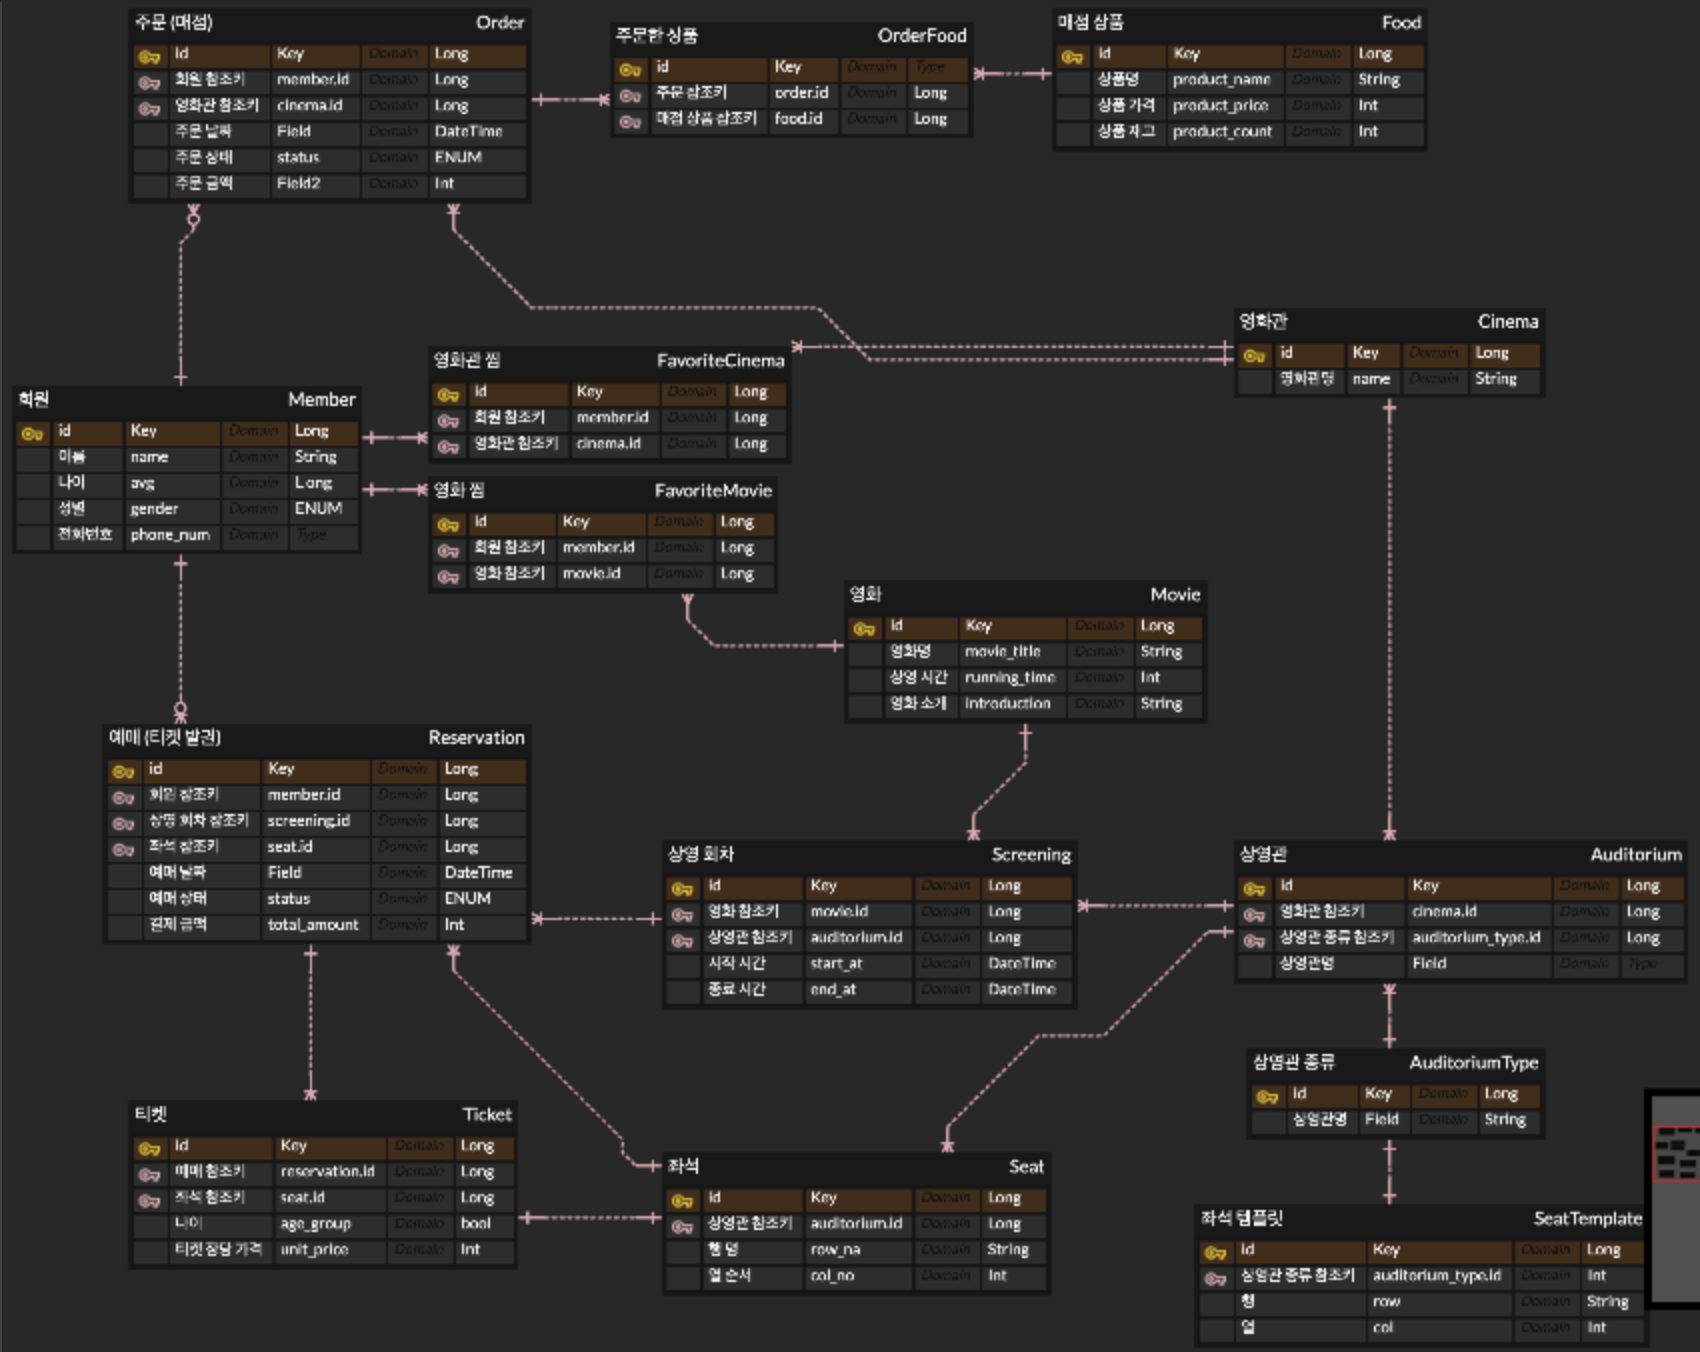 주문 (매점) Order
id Key Domain Long
회원 참조키 member.id Domain Long
영화관 참조키 cinema.id Domain Long
주문 날짜 Field Domain DateTime
주문 상태 status Domain ENUM
주문 금액 Field2 Domain Int
주문한 상품 OrderFood
id Key Domain Type
주문 참조키 order.id Domain Long
매점 상품 참조키 food.id Domain Long
매점 상품 Food
id Key Domain Long
상품명 product_name Domain String
상품 가격 product_price Domain Int
상품 재고 product_count Domain Int
영화관 Cinema
id Key Domain Long
영화관명 name Domain String
영화관 찜 FavoriteCinema
id Key Domain Long
회원 참조키 member.id Domain Long
영화관 참조키 cinema.id Domain Long
회원 Member
id Key Domain Long
이름 name Domain String
나이 avg Domain Long
성별 gender Domain ENUM
전화번호 phone_num Domain Type
영화 찜 FavoriteMovie
id Key Domain Long
회원 참조키 member.id Domain Long
영화 참조키 movie.id Domain Long
영화 Movie
id Key Domain Long
영화명 movie_title Domain String
상영 시간 running_time Domain Int
영화 소개 introduction Domain String
예매 (티켓 발권) Reservation
id Key Domain Long
회원 참조키 member.id Domain Long
상영 회차 참조키 screening.id Domain Long
좌석 참조키 seat.id Domain Long
예매 날짜 Field Domain DateTime
예매 상태 status Domain ENUM
결제 금액 total_amount Domain Int
상영 회차 Screening
id Key Domain Long
영화 참조키 movie.id Domain Long
상영관 참조키 auditorium.id Domain Long
시작 시간 start_at Domain DateTime
종료 시간 end_at Domain DateTime
상영관 Auditorium
id Key Domain Long
영화관 참조키 cinema.id Domain Long
상영관 종류 참조키 auditorium_type.id Domain Long
상영관명 Field Domain Type
상영관 종류 AuditoriumType
id Key Domain Long
상영관명 Field Domain String
티켓 Ticket
id Key Domain Long
예매 참조키 reservation.id Domain Long
좌석 참조키 seat.id Domain Long
나이 age_group Domain bool
티켓 장당 가격 unit_price Domain Int
좌석 Seat
id Key Domain Long
상영관 참조키 auditorium.id Domain Long
행 명 row_na Domain String
열 순서 col_no Domain Int
좌석 템플릿 SeatTemplate
id Key Domain Long
상영관 종류 참조키 auditorium_type.id Domain Int
행 row Domain String
열 col Domain Int